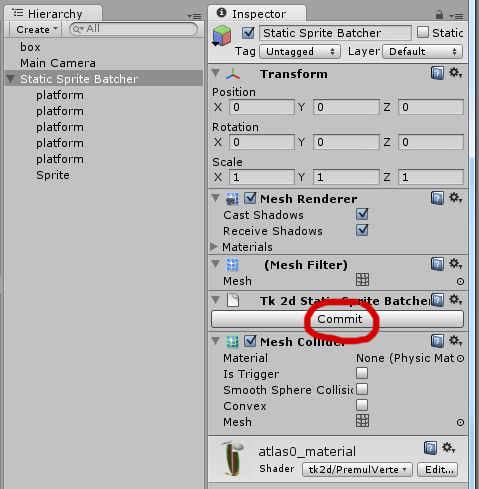 Hierarchy
Create
All
box
Main Camera
Static Sprite Batcher
platform
platform
platform
platform
platform
Sprite
Inspector
Static Sprite Batcher Static
Tag Untagged Layer Default
Transform
Position
X 0 Y 0 Z 0
Rotation
X 0 Y 0 Z 0
Scale
X 1 Y 1 Z 1
Mesh Renderer
Cast Shadows
Receive Shadows
Materials
(Mesh Filter)
Mesh
Tk 2d Static Sprite Batcher
Commit
Mesh Collider
Material None (Physic Mat
Is Trigger
Smooth Sphere Collisic
Convex
Mesh
atlas0_material
Shader tk2d/PremulVerte Edit...